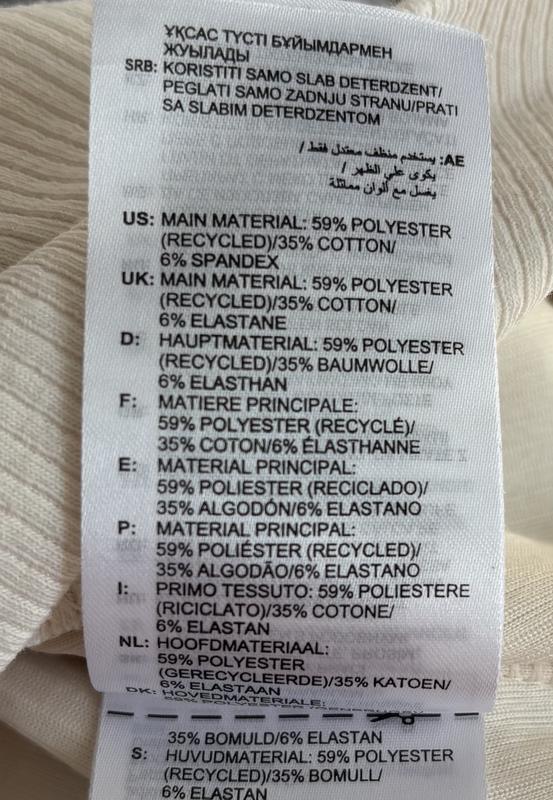 ҰҚСАС ТҮСТІ БҰЙЫМДАРМЕН
ЖУЫЛАДЫ
SRB: KORISTITI SAMO SLAB DETERDZENT/
PEGLATI SAMO ZADNJU STRANU/PRATI
SA SLABIM DETERDZENTOM
AE: يستخدم منظف معتدل فقط /
يكوى على الظهر /
يغسل مع ألوان مماثلة
US: MAIN MATERIAL: 59% POLYESTER
(RECYCLED)/35% COTTON/
6% SPANDEX
UK: MAIN MATERIAL: 59% POLYESTER
(RECYCLED)/35% COTTON/
6% ELASTANE
D: HAUPTMATERIAL: 59% POLYESTER
(RECYCLED)/35% BAUMWOLLE/
6% ELASTHAN
F: MATIERE PRINCIPALE:
59% POLYESTER (RECYCLÉ)/
35% COTON/6% ÉLASTHANNE
E: MATERIAL PRINCIPAL:
59% POLIESTER (RECICLADO)/
35% ALGODÓN/6% ELASTANO
P: MATERIAL PRINCIPAL:
59% POLIÉSTER (RECYCLED)/
35% ALGODÃO/6% ELASTANO
I: PRIMO TESSUTO: 59% POLIESTERE
(RICICLATO)/35% COTONE/
6% ELASTAN
NL: HOOFDMATERIAAL:
59% POLYESTER
(GERECYCLEERDE)/35% KATOEN/
6% ELASTAAN
DK: HOVEDMATERIALE:
35% BOMULD/6% ELASTAN
S: HUVUDMATERIAL: 59% POLYESTER
(RECYCLED)/35% BOMULL/
6% ELASTAN